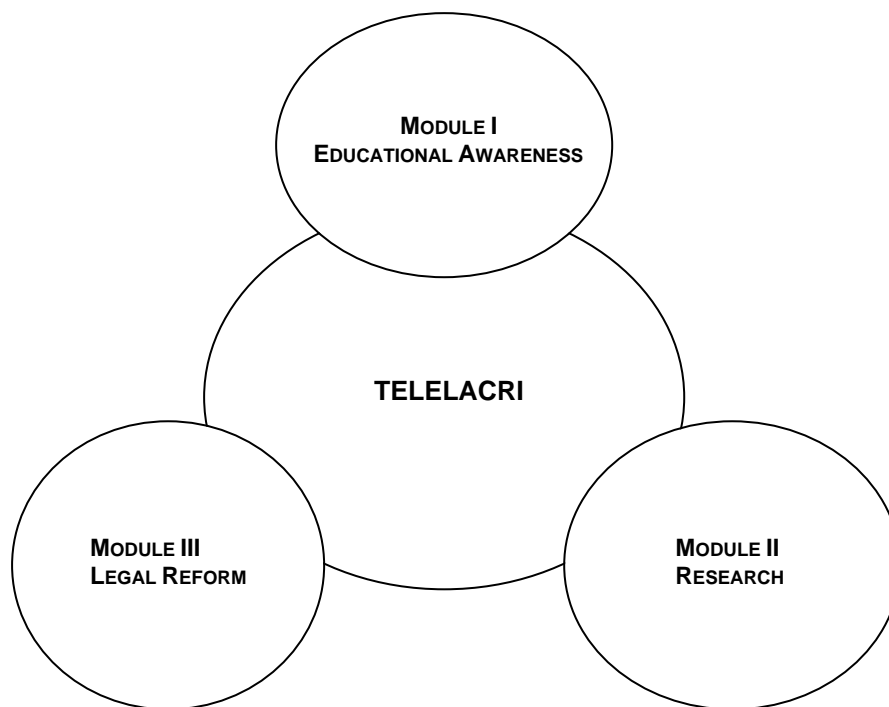 MODULE I
EDUCATIONAL AWARENESS
TELELACRI
MODULE III
LEGAL REFORM
MODULE II
RESEARCH